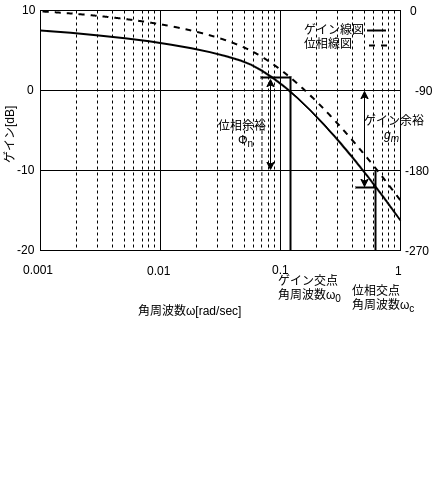 10
0
ゲイン線図
位相線図
0
-90
ゲイン[dB]
位相余裕
Φn
ゲイン余裕
gm
-10
-180
-20
-270
0.001
0.01
0.1
1
ゲイン交点
角周波数ω0
位相交点
角周波数ωc
角周波数ω[rad/sec]